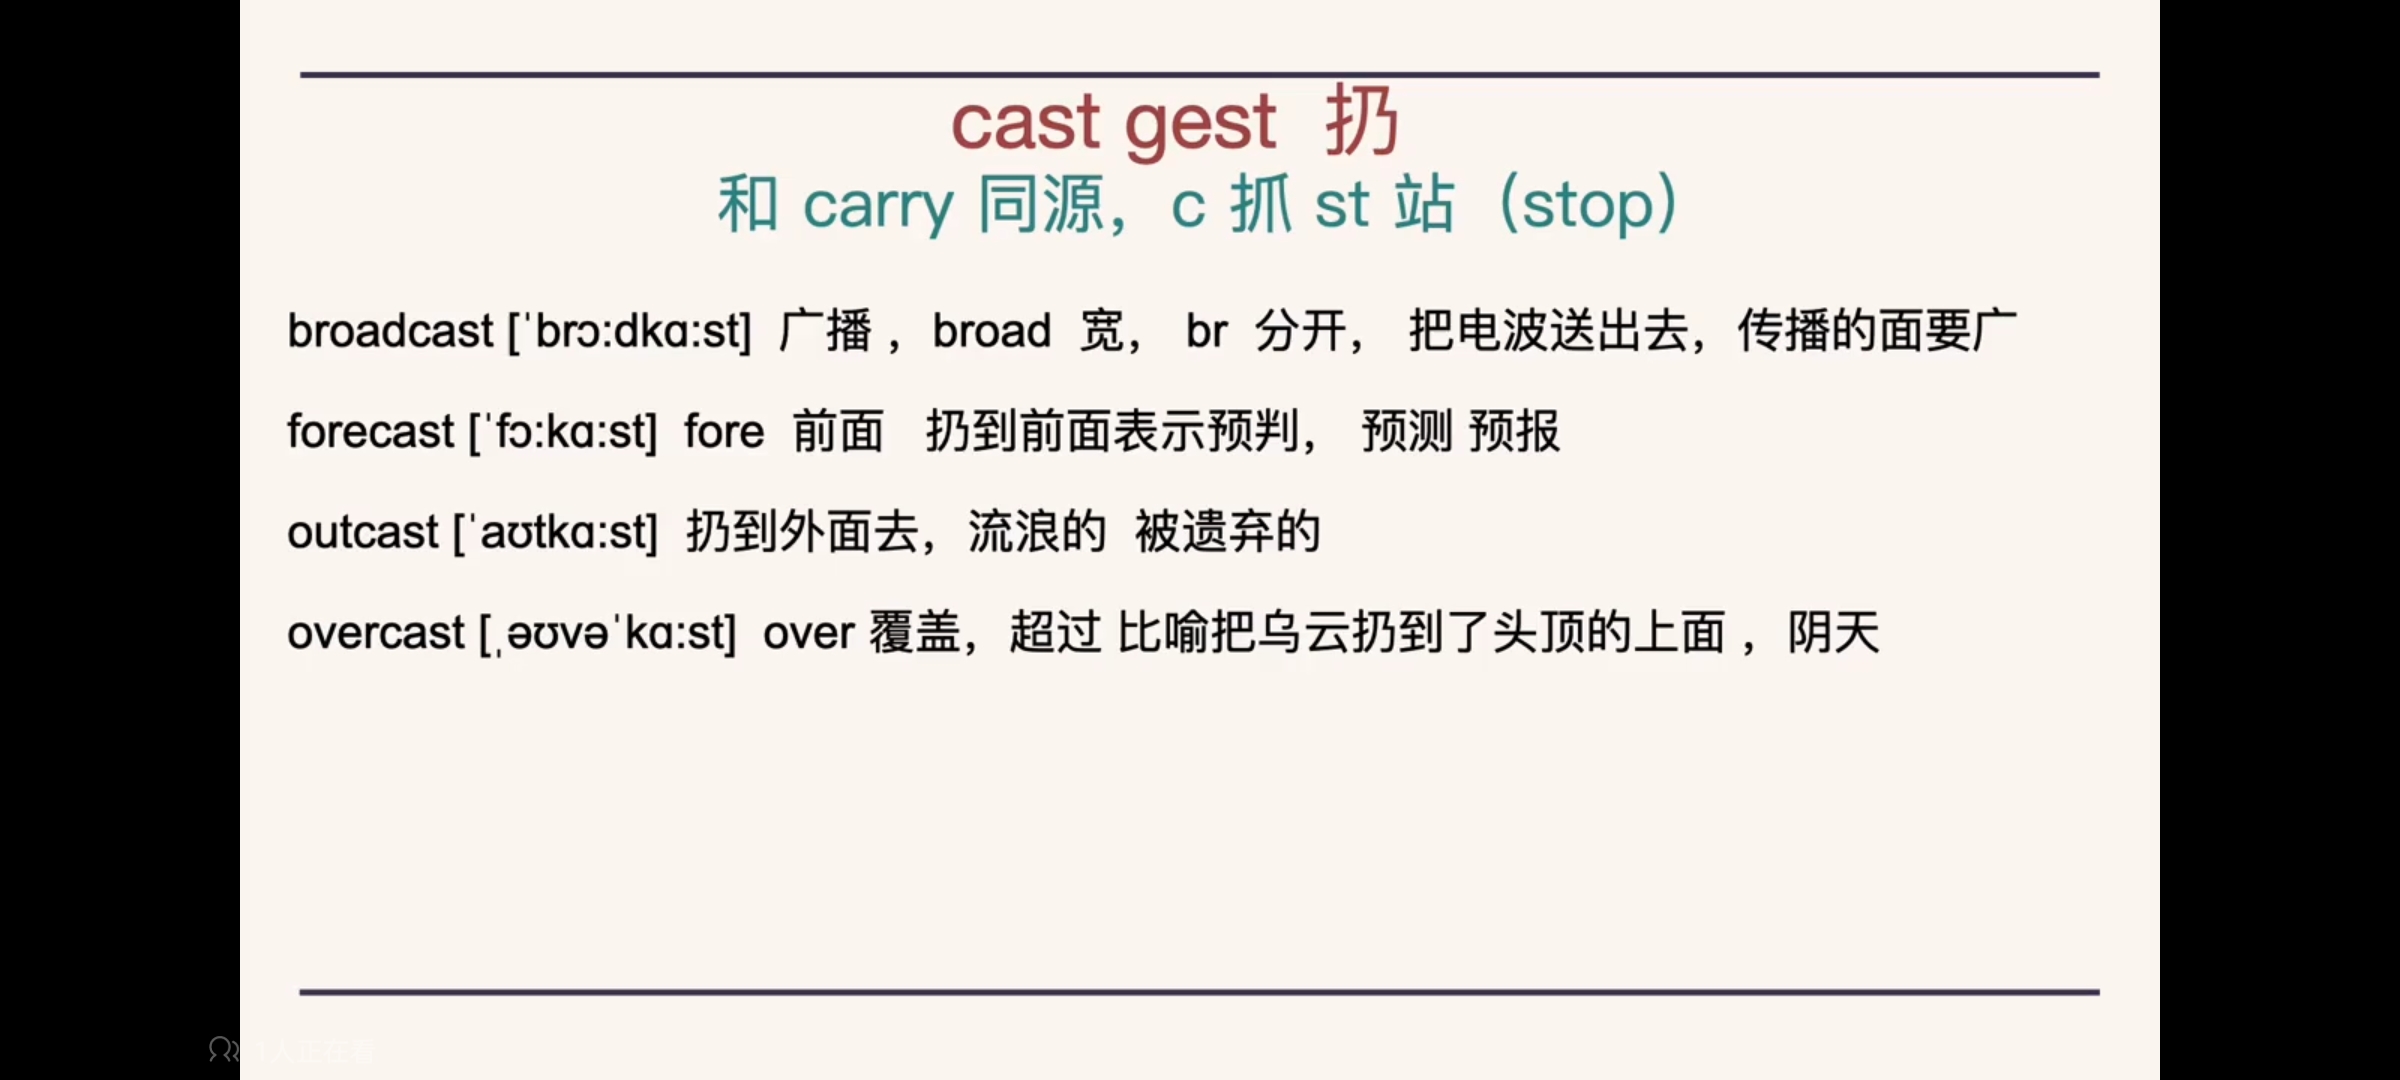 cast gest 扔
和 carry 同源，c 抓 st 站（stop）
broadcast [ˈbrɔ:dkɑ:st] 广播 ，broad 宽， br 分开， 把电波送出去，传播的面要广
forecast [ˈfɔ:kɑ:st] fore 前面 扔到前面表示预判， 预测 预报
outcast [ˈaʊtkɑ:st] 扔到外面去，流浪的 被遗弃的
overcast [ˌəʊvəˈkɑ:st] over 覆盖，超过 比喻把乌云扔到了头顶的上面 ，阴天
1人正在看